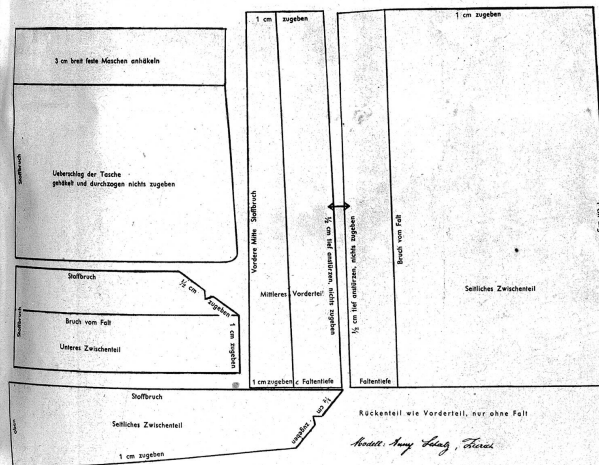 3 cm breit feste Maschen anhäkeln
Stoffbruch
Ueberschlag der Tasche
gehäkelt und durchzogen nichts zugeben
Stoffbruch
½ cm zugeben
Stoffbruch
Bruch vom Falt
Unteres Zwischenteil
1 cm zugeben
Stoffbruch
Seitliches Zwischenteil
1 cm zugeben
½ cm zugeben
1 cm zugeben
Vordere Mitte Stoffbruch
Mittleres Vorderteil
½ cm tief anstürzen, nichts zugeben
1 cm zugeben
Faltentiefe
1 cm zugeben
½ cm tief anstürzen, nichts zugeben
Bruch vom Falt
Seitliches Zwischenteil
Faltentiefe
Rückenteil wie Vorderteil, nur ohne Falt
Modell: Anny